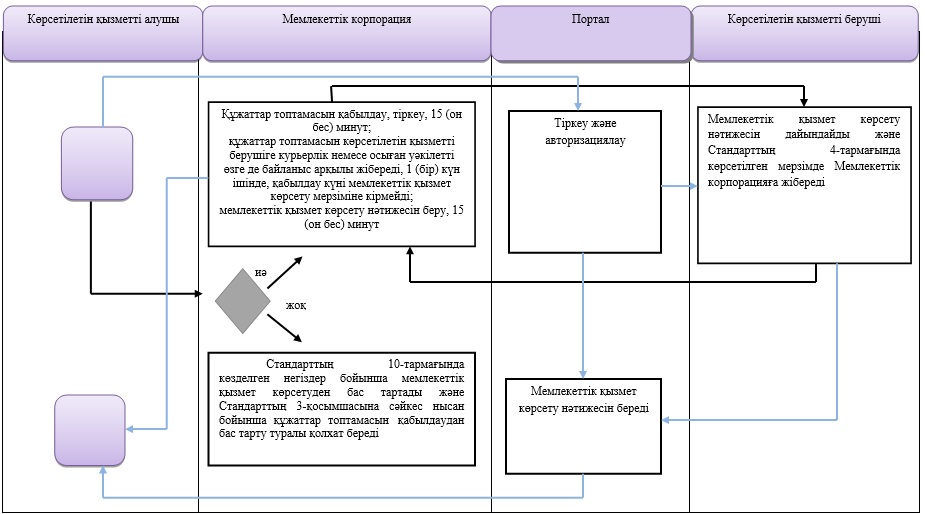 Көрсетілетін қызметті алушы
Мемлекеттік корпорация
Портал
Көрсетілетін қызметті беруші
Құжаттар топтамасын қабылдау, тіркеу, 15 (он
бес) минут;
құжаттар топтамасын көрсетілетін қызметті
берушіге курьерлік немесе осыған уәкілетті
өзге де байланыс арқылы жібереді, 1 (бір) күн
ішінде, қабылдау күні мемлекеттік қызмет
көрсету мерзіміне кірмейді;
мемлекеттік қызмет көрсету нәтижесін беру, 15
(он бес) минут
Тіркеу және
авторизациялау
Мемлекеттік қызмет көрсету
нәтижесін дайындайды және
Стандарттың 4-тармағында
көрсетілген мерзімде Мемлекеттік
корпорацияға жібереді
иә
жоқ
Стандарттың 10-тармағында
көзделген негіздер бойынша мемлекеттік
қызмет көрсетуден бас тартады және
Стандарттың 3-қосымшасына сәйкес нысан
бойынша құжаттар топтамасын қабылдаудан
бас тарту туралы қолхат береді
Мемлекеттік қызмет
көрсету нәтижесін береді